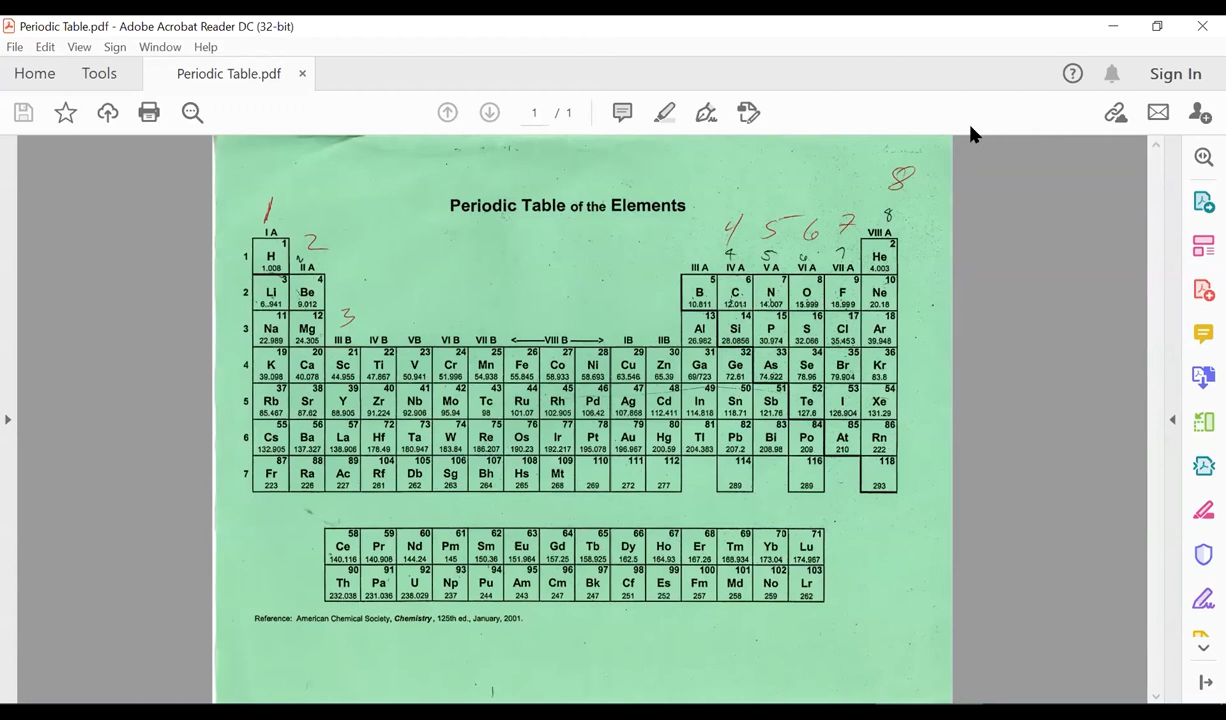 Periodic Table.pdf - Adobe Acrobat Reader DC (32-bit)
File Edit View Sign Window Help
Home Tools Periodic Table.pdf × Sign In
1 / 1
8
Periodic Table of the Elements
1 4 5 6 7 8
I A 2 4 5 6 7 VIII A
1 H 1 1.008 II A III A IV A V A VI A VII A He 2 4.003
2 Li 3 6.941 Be 4 9.012 B 5 10.811 C 6 12.011 N 7 14.007 O 8 15.999 F 9 18.999 Ne 10 20.18
3
3 Na 11 22.989 Mg 12 24.305 III B IV B VB VI B VII B VIII B IB IIB Al 13 26.982 Si 14 28.0856 P 15 30.974 S 16 32.066 Cl 17 35.453 Ar 18 39.948
19 20 21 22 23 24 25 26 27 28 29 30 31 32 33 34 35 36
4 K Ca Sc Ti V Cr Mn Fe Co Ni Cu Zn Ga Ge As Se Br Kr
39.098 40.078 44.955 47.867 50.941 51.996 54.938 55.845 58.933 58.693 63.546 65.39 69/723 72.61 74.922 78.96 79.904 83.8
37 38 39 40 41 42 43 44 45 46 47 48 49 50 51 52 53 54
5 Rb Sr Y Zr Nb Mo Tc Ru Rh Pd Ag Cd In Sn Sb Te I Xe
85.467 87.62 88.905 91.224 92.906 95.94 98 101.07 102.905 106.42 107.868 112.411 114.818 118.71 121.76 127.6 126.904 131.29
55 56 57 72 73 74 75 76 77 78 79 80 81 82 83 84 85 86
6 Cs Ba La Hf Ta W Re Os Ir Pt Au Hg Tl Pb Bi Po At Rn
132.905 137.327 138.906 178.49 180.947 183.84 186.207 190.23 192.217 195.078 196.967 200.59 204.383 207.2 208.98 209 210 222
87 88 89 104 105 106 107 108 109 110 111 112 114 116 118
7 Fr Ra Ac Rf Db Sg Bh Hs Mt
223 226 227 261 262 263 264 265 268 269 272 277 289 289 293
58 59 60 61 62 63 64 65 66 67 68 69 70 71
Ce Pr Nd Pm Sm Eu Gd Tb Dy Ho Er Tm Yb Lu
140.116 140.908 144.24 145 150.36 151.964 157.25 158.925 162.5 164.93 167.26 168.934 173.04 174.967
90 91 92 93 94 95 96 97 98 99 100 101 102 103
Th Pa U Np Pu Am Cm Bk Cf Es Fm Md No Lr
232.038 231.036 238.029 237 244 243 247 247 251 252 257 258 259 262
Reference: American Chemical Society, Chemistry, 125th ed., January, 2001.